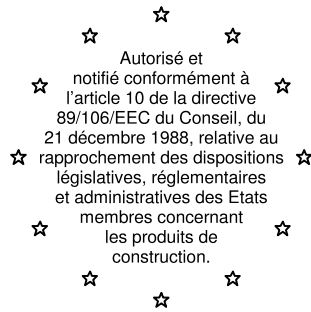 Autorisé et
notifié conformément à
l'article 10 de la directive
89/106/EEC du Conseil, du
21 décembre 1988, relative au
rapprochement des dispositions
législatives, réglementaires
et administratives des Etats
membres concernant
les produits de
construction.